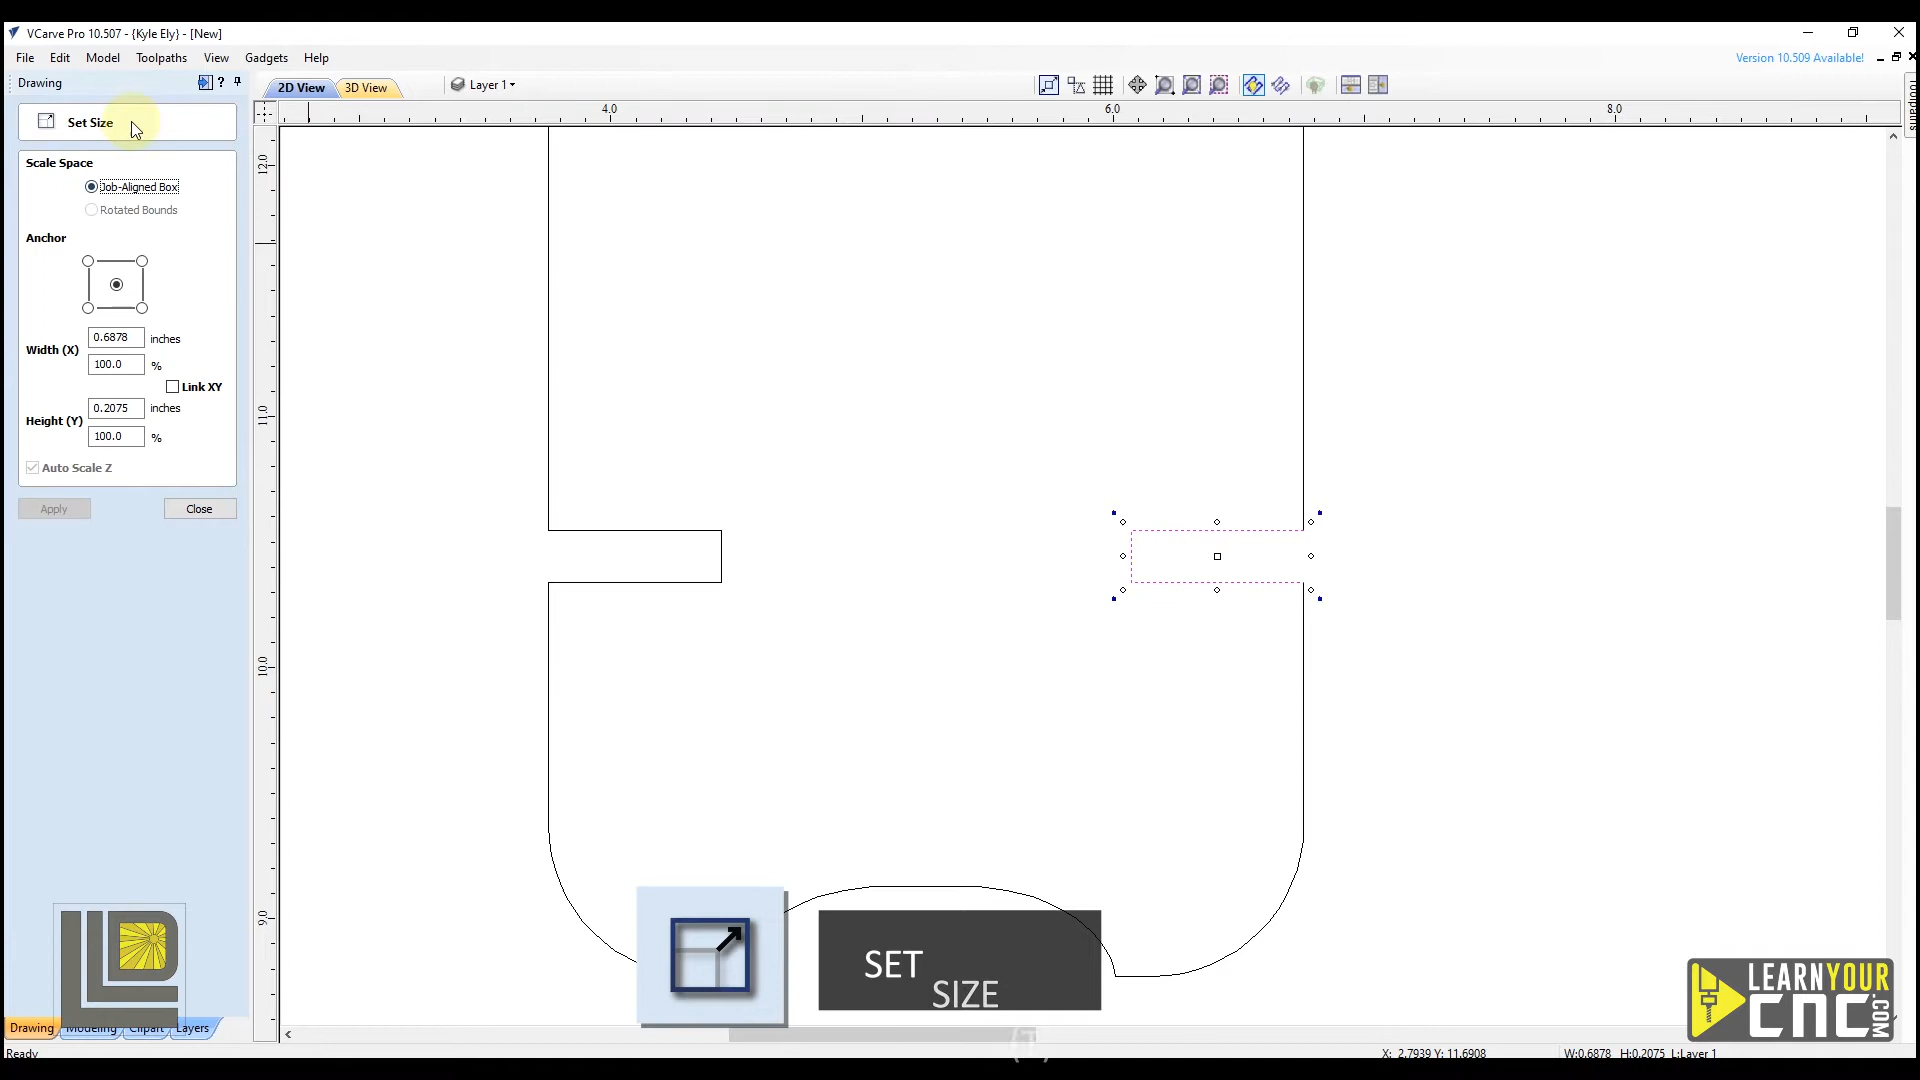 VCarve Pro 10.507 - {Kyle Ely} - [New]
File Edit Model Toolpaths View Gadgets Help
Version 10.509 Available!
Drawing
?
2D View 3D View
Layer 1
Toolpaths
4.0 6.0 8.0
Set Size
Scale Space
Job-Aligned Box
Rotated Bounds
Anchor
Width (X)
0.6878 inches
100.0 %
Link XY
Height (Y)
0.2075 inches
100.0 %
Auto Scale Z
Apply Close
12.0
11.0
10.0
9.0
SET
SIZE
LEARNYOUR
CNC.COM
Drawing Modeling Clipart Layers
Ready
X: 2.7939 Y: 11.6908
W:0.6878 H:0.2075 L:Layer 1